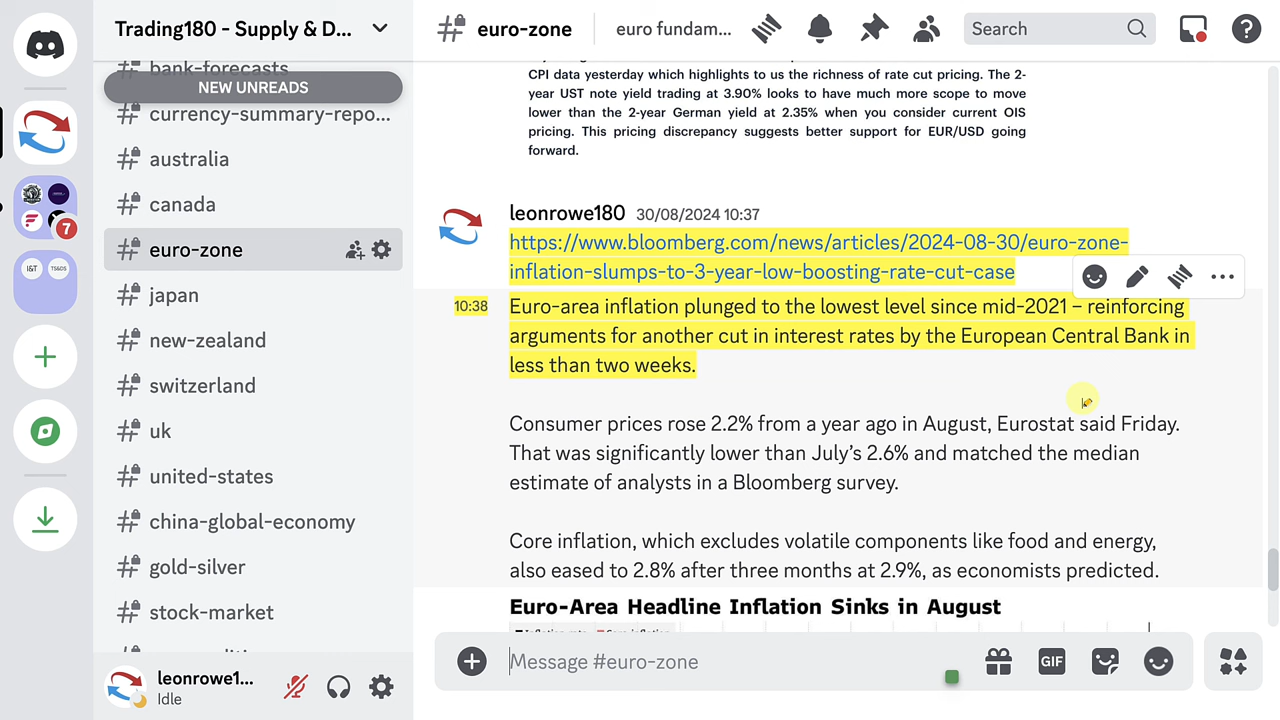 Trading180 - Supply & D...
bank-forecasts
NEW UNREADS
currency-summary-repo...
australia
canada
euro-zone
japan
new-zealand
switzerland
uk
united-states
china-global-economy
gold-silver
stock-market
7
I&T
leonrowe1...
Idle
euro-zone
euro fundam...
Search
CPI data yesterday which highlights to us the richness of rate cut pricing. The 2-
year UST note yield trading at 3.90% looks to have much more scope to move
lower than the 2-year German yield at 2.35% when you consider current OIS
pricing. This pricing discrepancy suggests better support for EUR/USD going
forward.
leonrowe180 30/08/2024 10:37
https://www.bloomberg.com/news/articles/2024-08-30/euro-zone-
inflation-slumps-to-3-year-low-boosting-rate-cut-case
10:38 Euro-area inflation plunged to the lowest level since mid-2021 – reinforcing
arguments for another cut in interest rates by the European Central Bank in
less than two weeks.
Consumer prices rose 2.2% from a year ago in August, Eurostat said Friday.
That was significantly lower than July’s 2.6% and matched the median
estimate of analysts in a Bloomberg survey.
Core inflation, which excludes volatile components like food and energy,
also eased to 2.8% after three months at 2.9%, as economists predicted.
Euro-Area Headline Inflation Sinks in August
Message #euro-zone
GIF